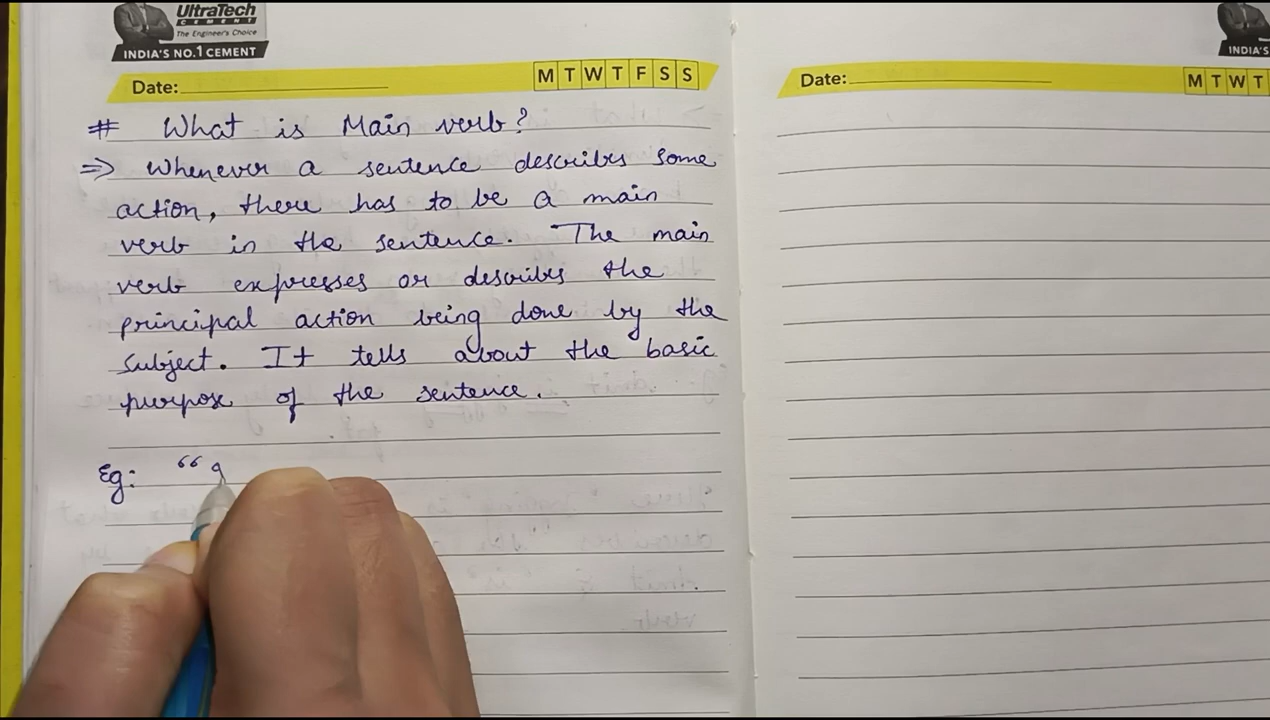 UltraTech
CEMENT
The Engineer's Choice
INDIA'S NO.1 CEMENT
INDIA'S
Date:
M T W T F S S
Date:
M T W T
# What is Main verb?
⇒ Whenever a sentence describes some
action, there has to be a main
verb in the sentence. The main
verb expresses or describes the
principal action being done by the
subject. It tells about the basic
purpose of the sentence.
Eg: “